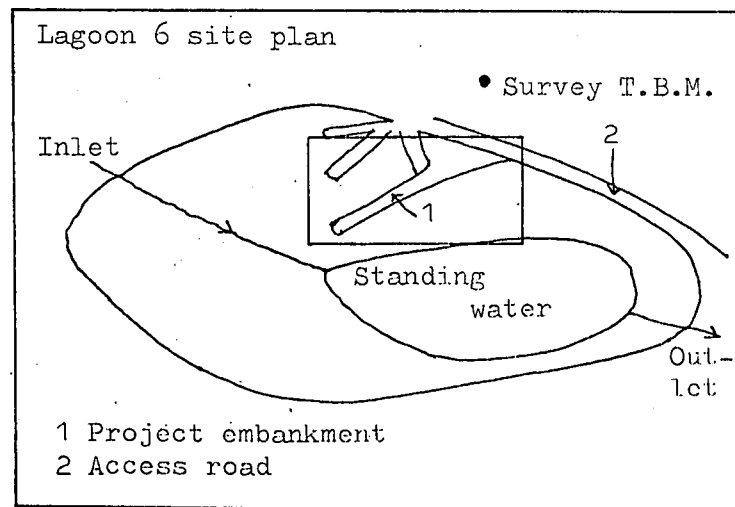 Lagoon 6 site plan
Survey T.B.M.
2
Inlet
1
Standing
water
Out-
let
1 Project embankment
2 Access road